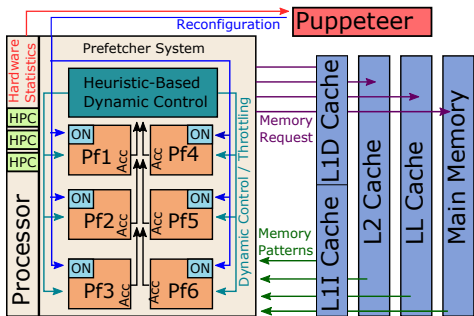 Reconfiguration
Puppeteer
Hardware
Statistics
Prefetcher System
Heuristic-Based
Dynamic Control
HPC
HPC
HPC
Processor
ON
Pf1
Acc
ON
Pf4
Acc
ON
Pf2
Acc
ON
Pf5
Acc
ON
Pf3
Acc
ON
Pf6
Acc
Dynamic Control / Throttling
Memory
Request
Memory
Patterns
L1D Cache
L1I Cache
L2 Cache
LL Cache
Main Memory